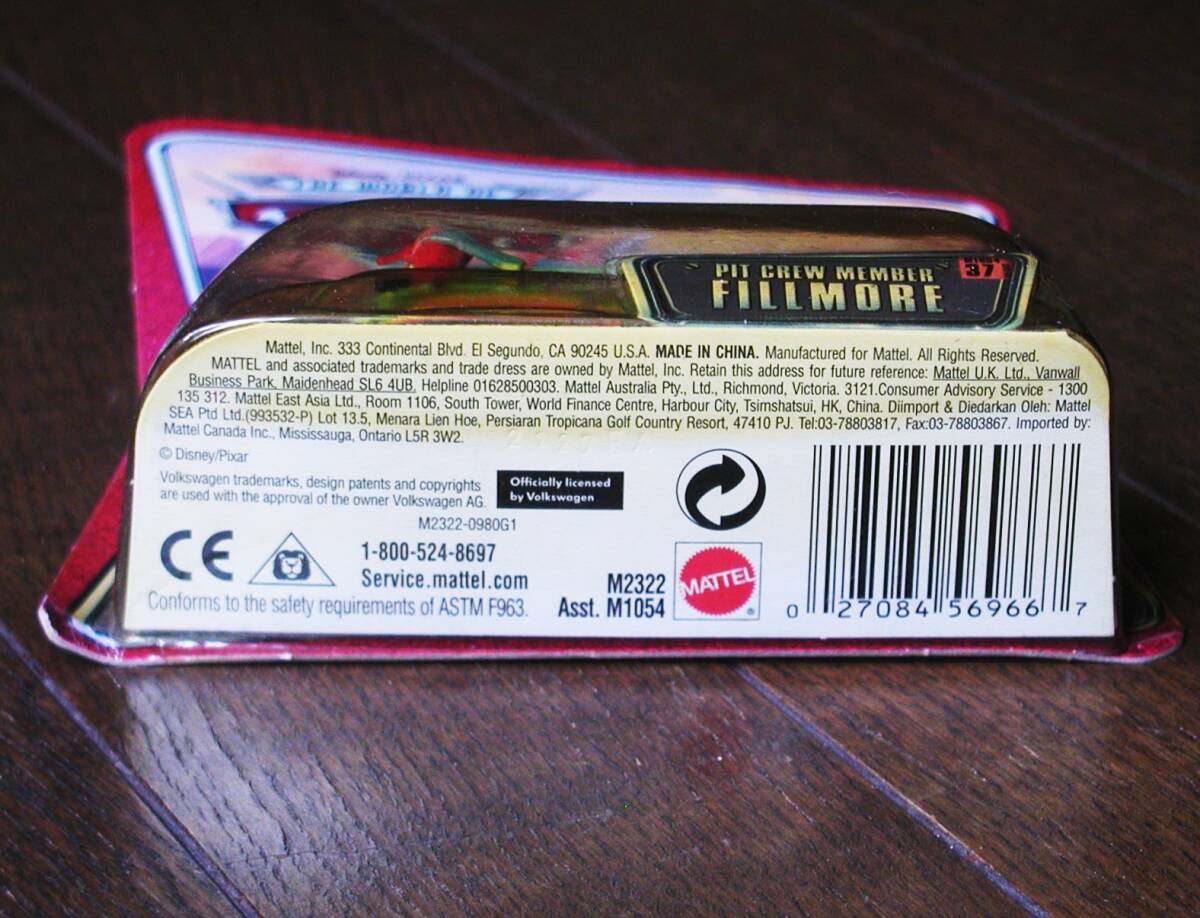 THE WORLD OF
"PIT CREW MEMBER"
FILLMORE
37
Mattel, Inc. 333 Continental Blvd. El Segundo, CA 90245 U.S.A. MADE IN CHINA. Manufactured for Mattel. All Rights Reserved.
MATTEL and associated trademarks and trade dress are owned by Mattel, Inc. Retain this address for future reference: Mattel U.K. Ltd., Vanwall
Business Park, Maidenhead SL6 4UB. Helpline 01628500303. Mattel Australia Pty., Ltd., Richmond, Victoria. 3121.Consumer Advisory Service - 1300
135 312. Mattel East Asia Ltd., Room 1106, South Tower, World Finance Centre, Harbour City, Tsimshatsui, HK, China. Diimport & Diedarkan Oleh: Mattel
SEA Ptd Ltd.(993532-P) Lot 13.5, Menara Lien Hoe, Persiaran Tropicana Golf Country Resort, 47410 PJ. Tel:03-78803817, Fax:03-78803867. Imported by:
Mattel Canada Inc., Mississauga, Ontario L5R 3W2.
© Disney/Pixar
Volkswagen trademarks, design patents and copyrights
are used with the approval of the owner Volkswagen AG.
Officially licensed
by Volkswagen
M2322-0980G1
CE
1-800-524-8697
Service.mattel.com
Conforms to the safety requirements of ASTM F963.
M2322
Asst. M1054
MATTEL
®
0 27084 56966 7